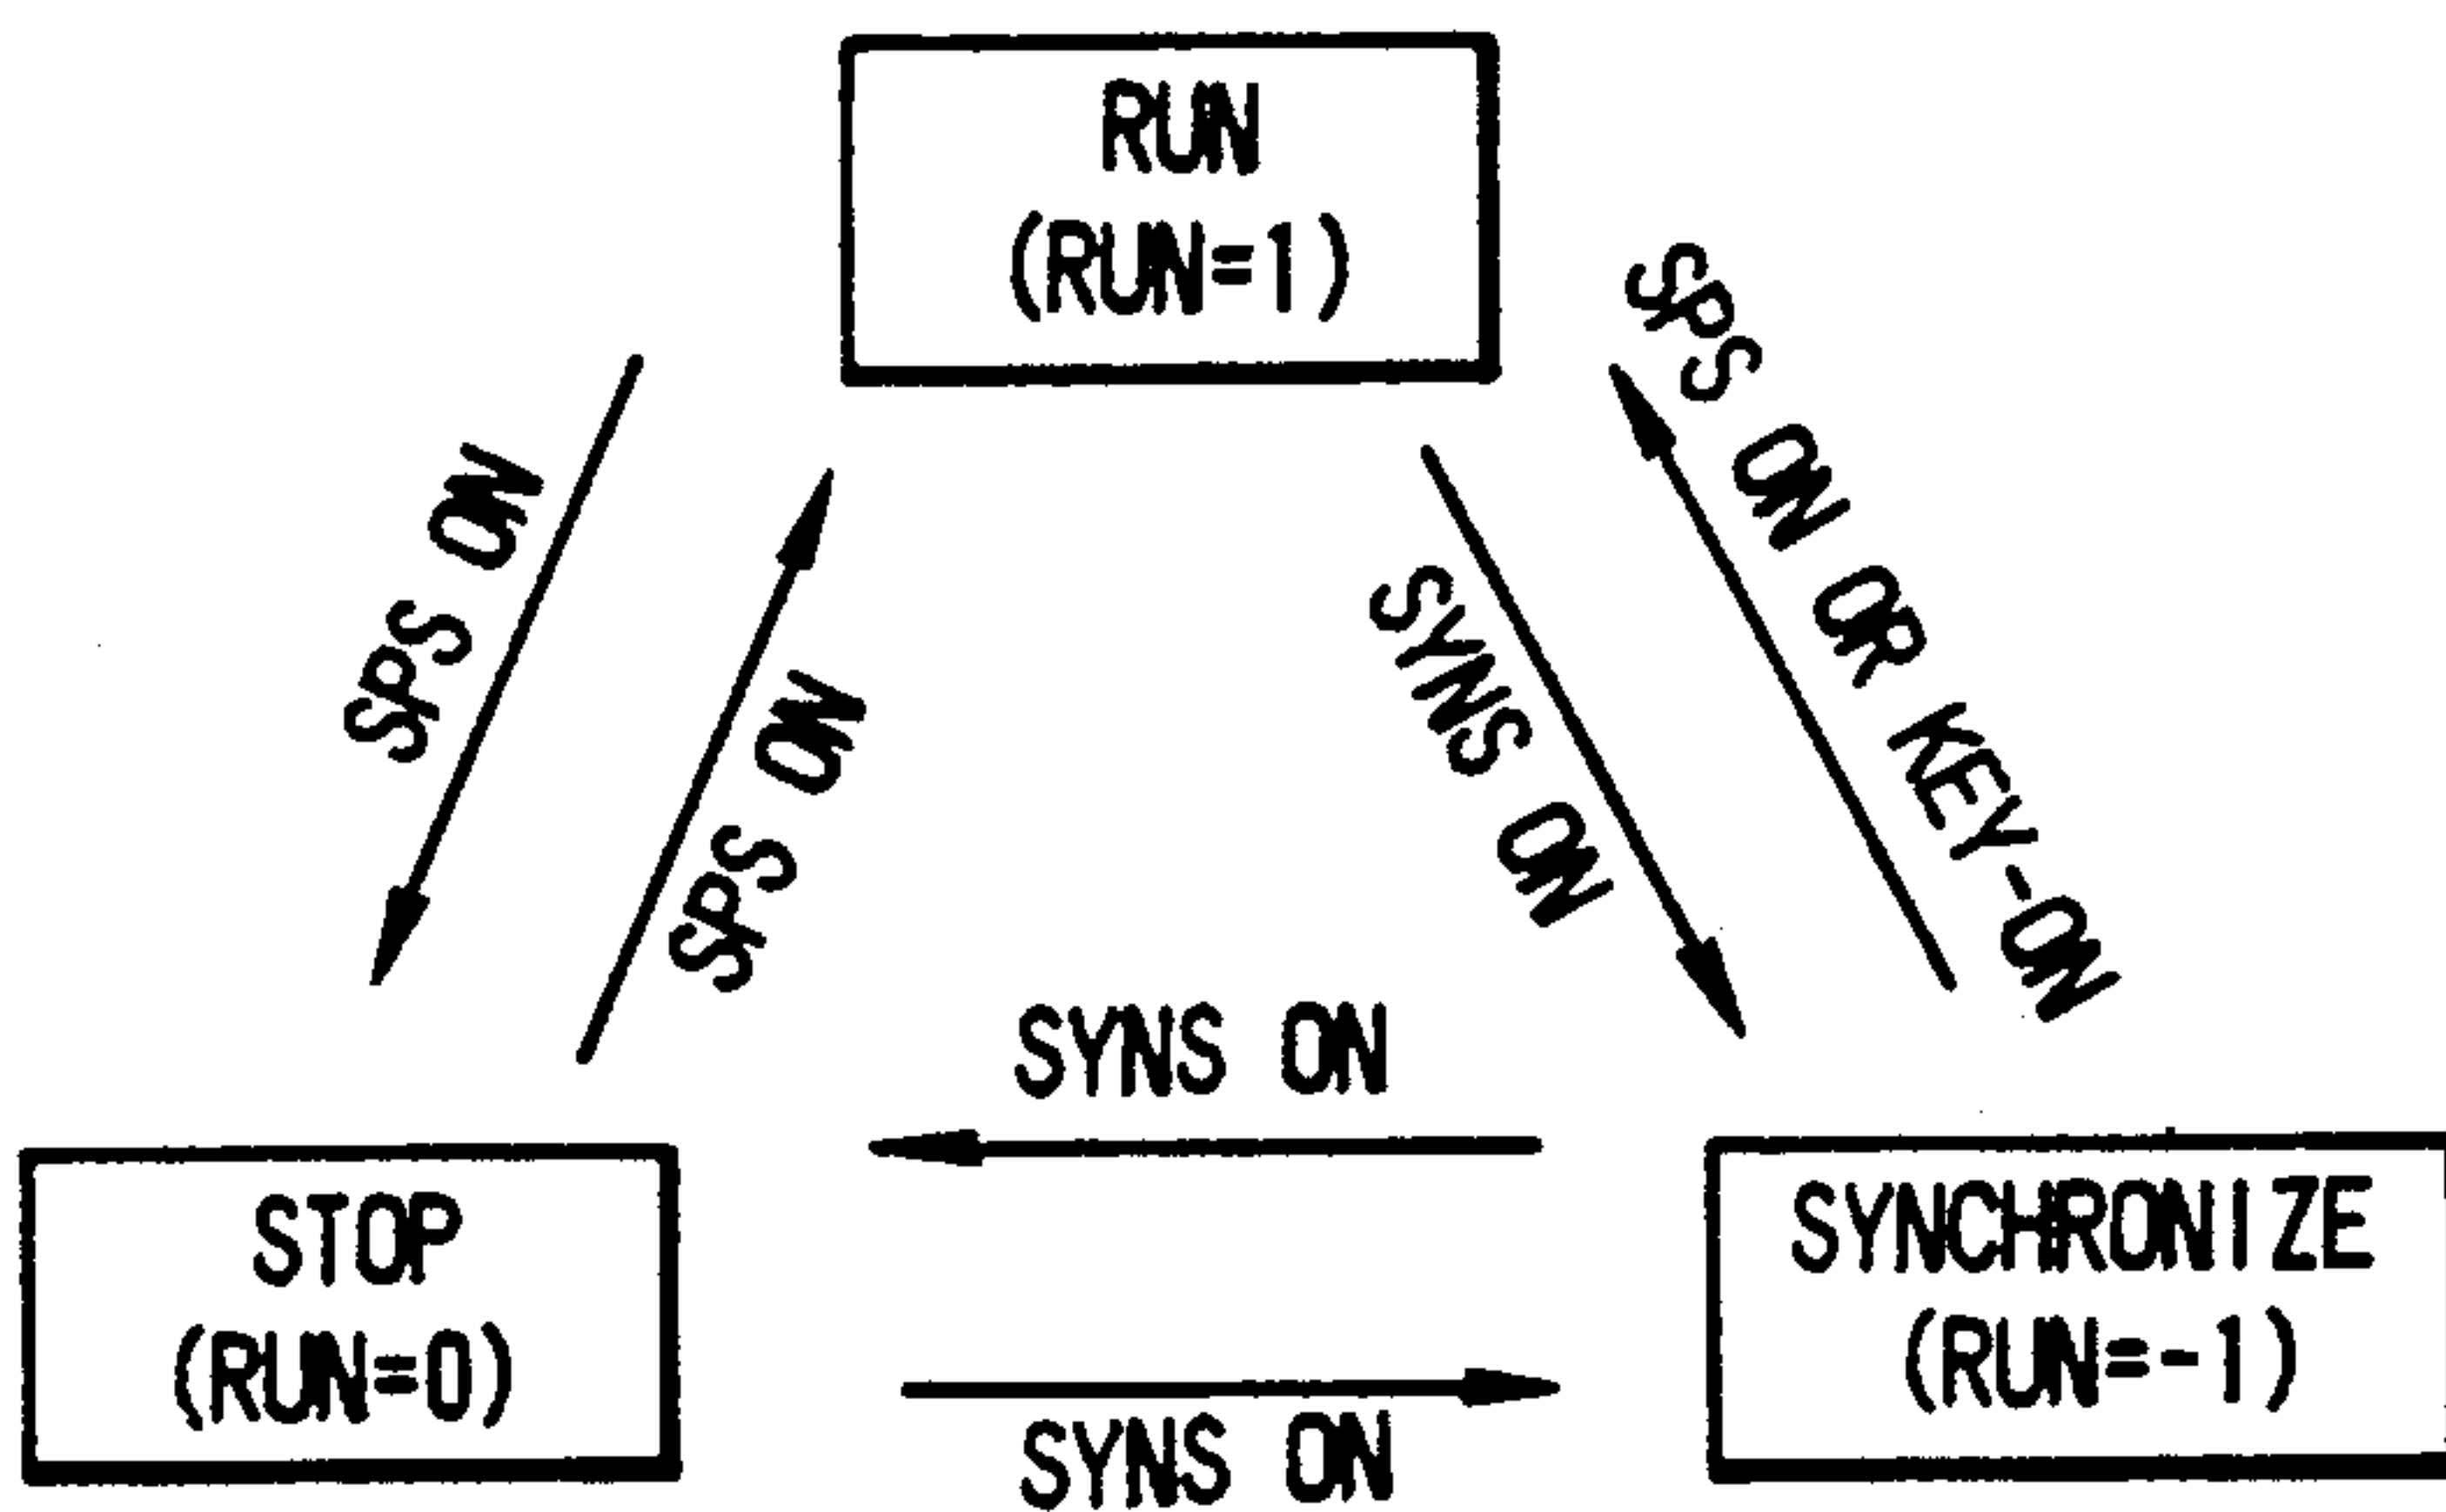 RUN
(RUN=1)
SPS ON
SPS ON
SYNS ON
SPS ON OR KEY-ON
SYNS ON
STOP
(RUN=0)
SYNCHRONIZE
(RUN=-1)
SYNS ON